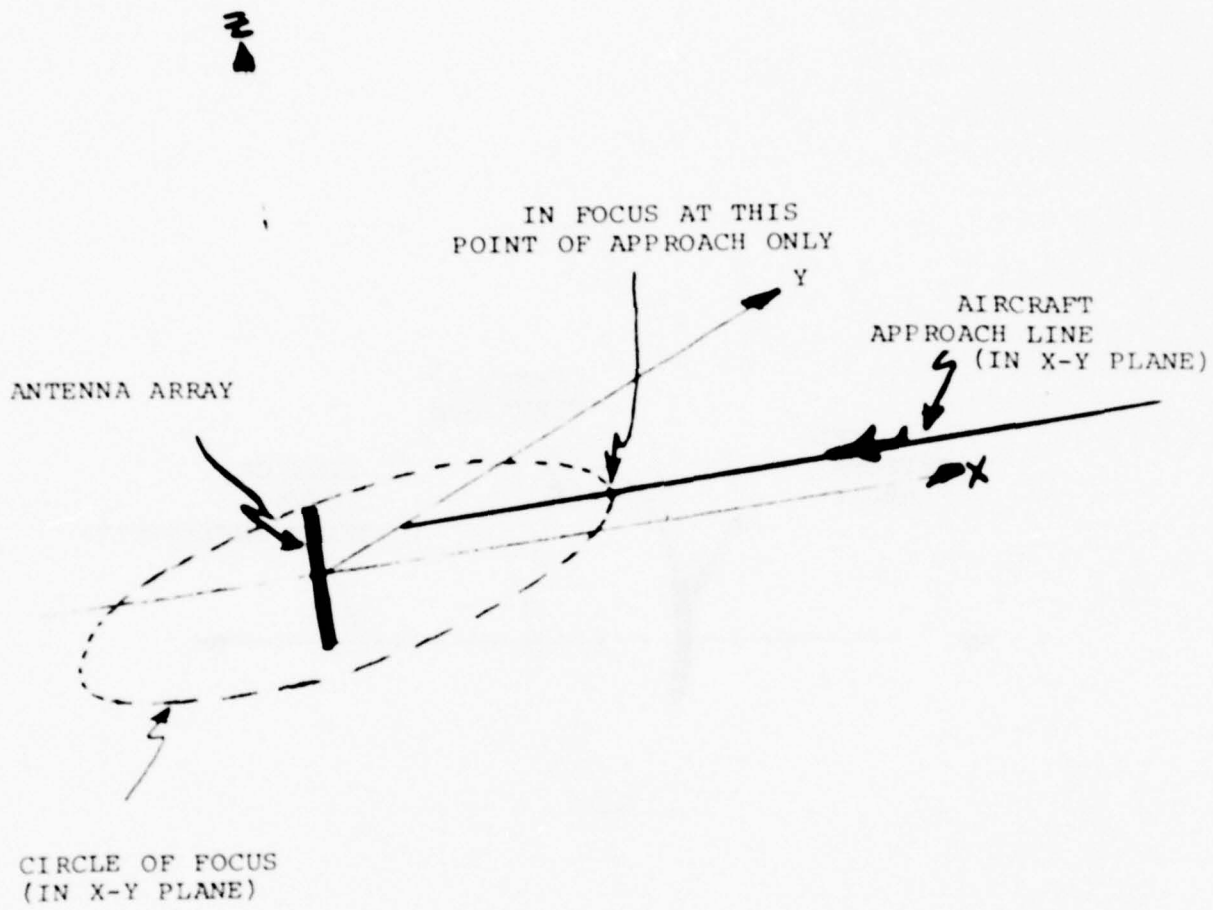 Z
IN FOCUS AT THIS
POINT OF APPROACH ONLY
Y
AIRCRAFT
APPROACH LINE
(IN X-Y PLANE)
ANTENNA ARRAY
X
CIRCLE OF FOCUS
(IN X-Y PLANE)